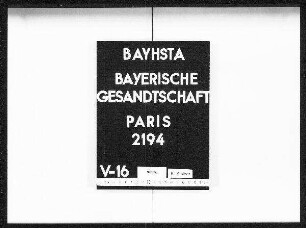 BAYHSTA
BAYERISCHE
GESANDTSCHAFT
PARIS
2194
V-16